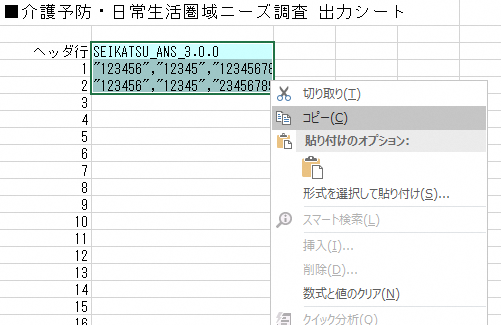 ■介護予防・日常生活圏域ニーズ調査 出力シート
ヘッダ行 SEIKATSU_ANS_3.0.0
1 "123456","12345","12345678
2 "123456","12345","23456789
3
4
5
6
7
8
9
10
11
12
13
14
15
16
切り取り(T)
コピー(C)
貼り付けのオプション:
形式を選択して貼り付け(S)...
スマート検索(L)
挿入(I)...
削除(D)...
数式と値のクリア(N)
クイック分析(Q)